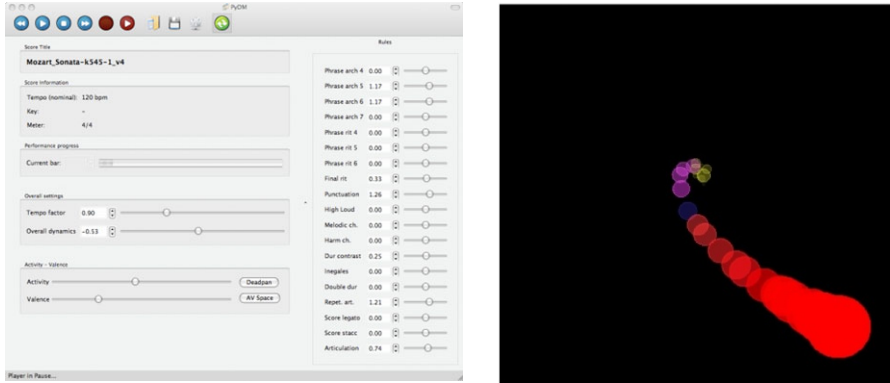 PyDM
Score Title
Mozart_Sonata-k545-1_v4
Score Information
Tempo (nominal): 120 bpm
Key: -
Meter: 4/4
Performance progress
Current bar:
Overall settings
Tempo factor 0.90
Overall dynamics -0.53
Activity - Valence
Activity Deadpan
Valence AV Space
Rules
Phrase arch 4 0.00
Phrase arch 5 1.17
Phrase arch 6 1.17
Phrase arch 7 0.00
Phrase rit 4 0.00
Phrase rit 5 0.00
Phrase rit 6 0.00
Final rit 0.33
Punctuation 1.26
High Loud 0.00
Melodic ch. 0.00
Harm ch. 0.00
Dur contrast 0.25
Inegales 0.00
Double dur 0.00
Repet. art. 1.21
Score legato 0.00
Score stacc 0.00
Articulation 0.74
Player in Pause...